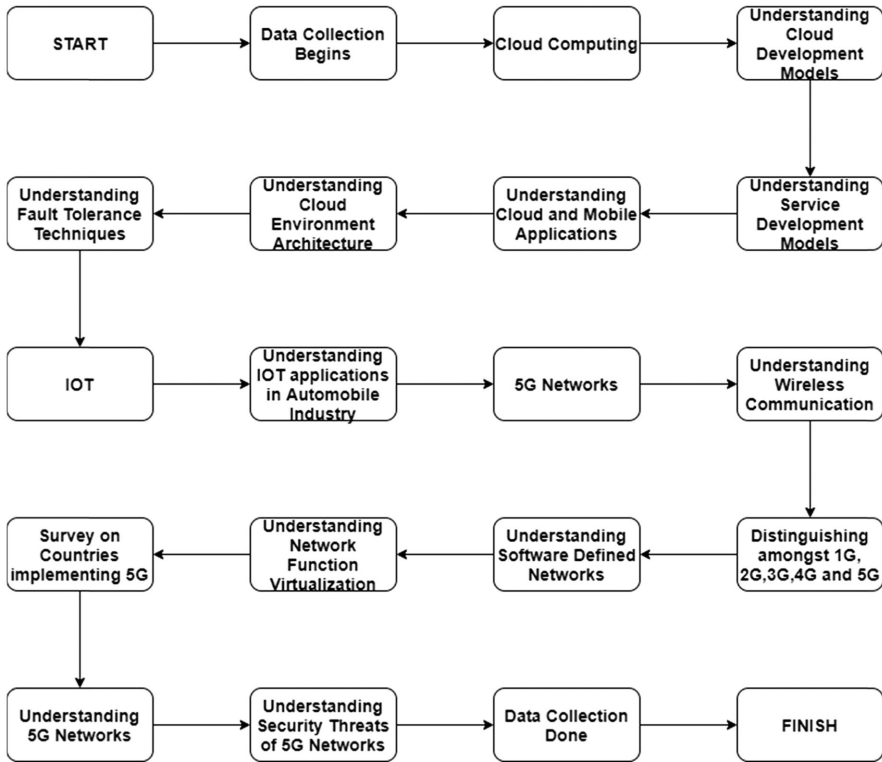 START
Data Collection
Begins
Cloud Computing
Understanding
Cloud
Development
Models
Understanding
Service
Development
Models
Understanding
Cloud and Mobile
Applications
Understanding
Cloud
Environment
Architecture
Understanding
Fault Tolerance
Techniques
IOT
Understanding
IOT applications
in Automobile
Industry
5G Networks
Understanding
Wireless
Communication
Distinguishing
amongst 1G,
2G,3G,4G and 5G
Understanding
Software Defined
Networks
Understanding
Network
Function
Virtualization
Survey on
Countries
implementing 5G
Understanding
5G Networks
Understanding
Security Threats
of 5G Networks
Data Collection
Done
FINISH